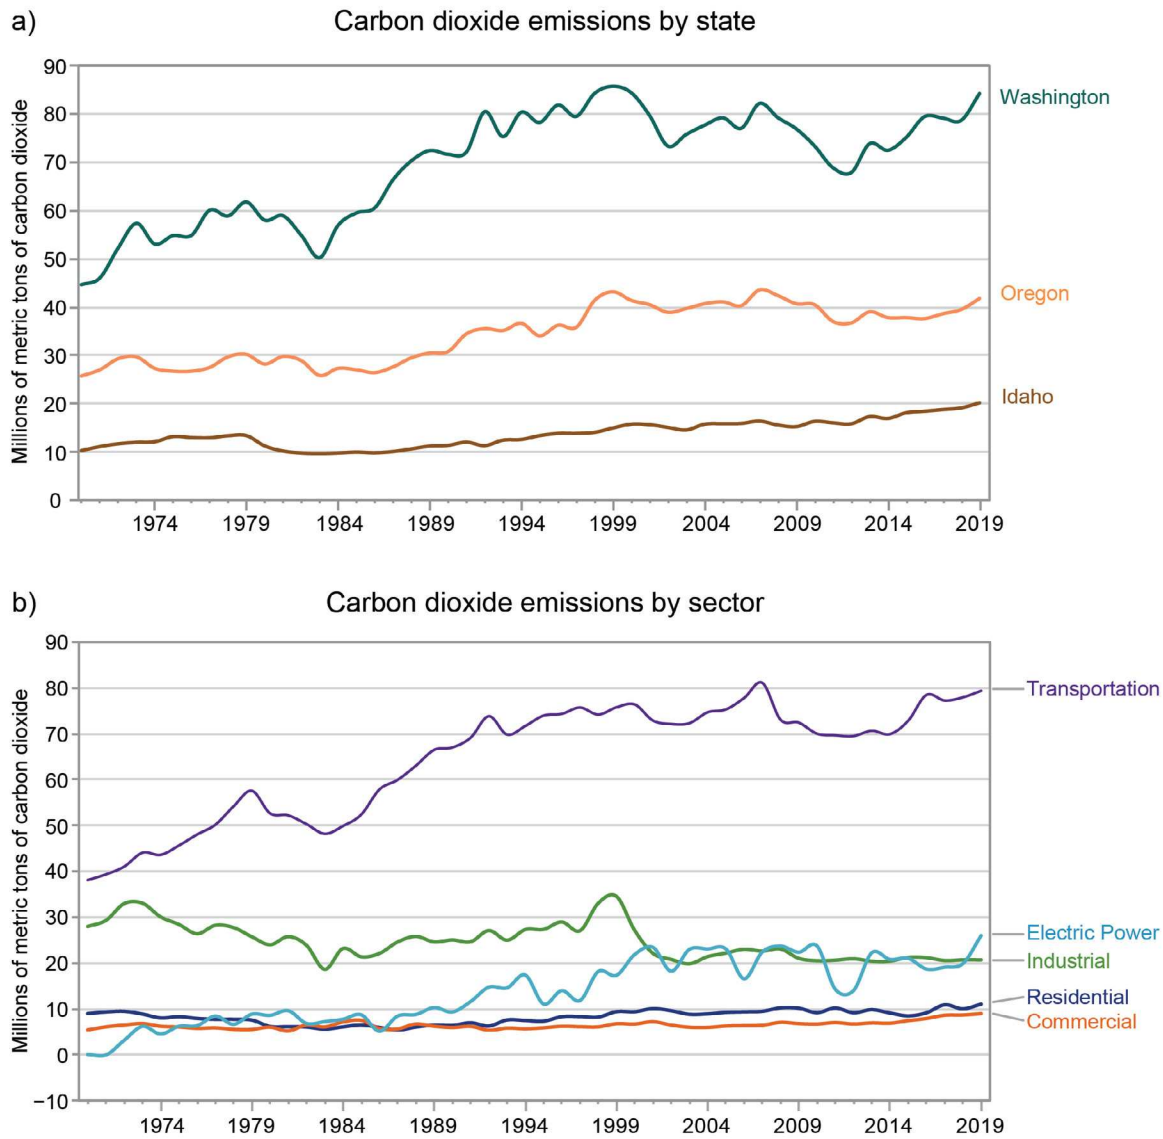 a) Carbon dioxide emissions by state
Millions of metric tons of carbon dioxide
90
80
70
60
50
40
30
20
10
0
Washington
Oregon
Idaho
1974 1979 1984 1989 1994 1999 2004 2009 2014 2019
b) Carbon dioxide emissions by sector
Millions of metric tons of carbon dioxide
90
80
70
60
50
40
30
20
10
0
−10
Transportation
Electric Power
Industrial
Residential
Commercial
1974 1979 1984 1989 1994 1999 2004 2009 2014 2019